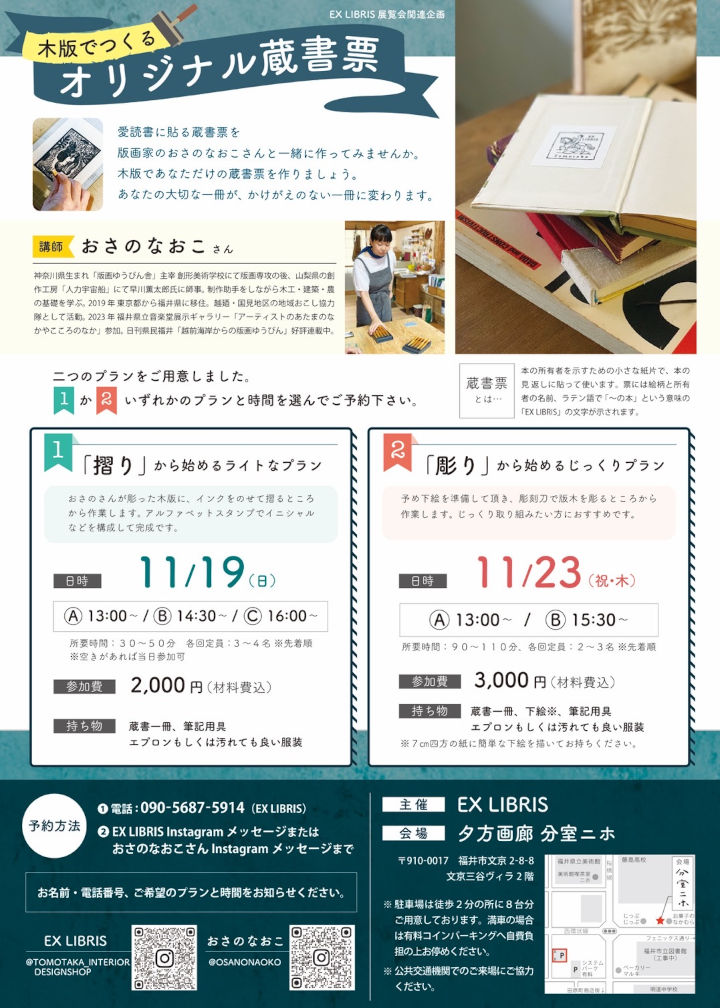 EX LIBRIS 展覧会関連企画
木版でつくる
オリジナル蔵書票
愛読書に貼る蔵書票を
版画家のおさのなおこさんと一緒に作ってみませんか。
木版であなただけの蔵書票を作りましょう。
あなたの大切な一冊が、かけがえのない一冊に変わります。
講師 おさのなおこ さん
神奈川県生まれ「版画ゆうびん舎」主宰 創形美術学校にて版画専攻の後、山梨県の創
作工房「人力宇宙船」にて早川薫太郎氏に師事。制作助手をしながら木工・建築・農
の基礎を学ぶ。2019年東京都から福井県に移住。越廼・国見地区の地域おこし協力
隊として活動。2023年福井県立音楽堂展示ギャラリー「アーティストのあたまのな
かやこころのなか」参加。日刊県民福井「越前海岸からの版画ゆうびん」好評連載中。
二つのプランをご用意しました。
1 か 2 いずれかのプランと時間を選んでご予約下さい。
蔵書票
とは…
本の所有者を示すための小さな紙片で、本の
見返しに貼って使います。票には絵柄と所有
者の名前、ラテン語で「〜の本」という意味の
「EX LIBRIS」の文字が示されます。
1
「摺り」から始めるライトなプラン
おさのさんが彫った木版に、インクをのせて摺るところ
から作業します。アルファベットスタンプでイニシャル
などを構成して完成です。
日時 11/19(日)
Ⓐ 13:00〜 / Ⓑ 14:30〜 / Ⓒ 16:00〜
所要時間：30〜50分 各回定員：3〜4名 ※先着順
※空きがあれば当日参加可
参加費 2,000円(材料費込)
持ち物 蔵書一冊、筆記用具
エプロンもしくは汚れても良い服装
2
「彫り」から始めるじっくりプラン
予め下絵を準備して頂き、彫刻刀で版木を彫るところから
作業します。じっくり取り組みたい方におすすめです。
日時 11/23(祝・木)
Ⓐ 13:00〜 / Ⓑ 15:30〜
所要時間：90〜110分、各回定員：2〜3名 ※先着順
参加費 3,000円(材料費込)
持ち物 蔵書一冊、下絵※、筆記用具
エプロンもしくは汚れても良い服装
※7cm四方の紙に簡単な下絵を描いてお持ちください。
予約方法
❶ 電話：090-5687-5914 (EX LIBRIS)
❷ EX LIBRIS Instagram メッセージまたは
おさのなおこさん Instagram メッセージまで
お名前・電話番号、ご希望のプランと時間をお知らせください。
EX LIBRIS
@TOMOTAKA_INTERIOR
DESIGNSHOP
おさのなおこ
@OSANONAOKO
主催 EX LIBRIS
会場 夕方画廊 分室ニホ
〒910-0017 福井市文京2-8-8
文京三谷ヴィラ2階
※駐車場は徒歩2分の所に8台分
ご用意しております。満車の場合
は有料コインパーキングへ自費負
担の上お停めください。
※公共交通機関でのご来場にご協力
ください。
福井県立美術館
美術館喫茶室
ニホ
桜橋線
藤島高校
会場
分室ニホ
じっぷ
じっぷ
お菓子の
なかむら
西環状線
フェニックス通り→
P
P
システム
パーク
有料
ベーカリー
マルキ
福井市立図書館
(工事中)
田原町商店街↓
明道中学校